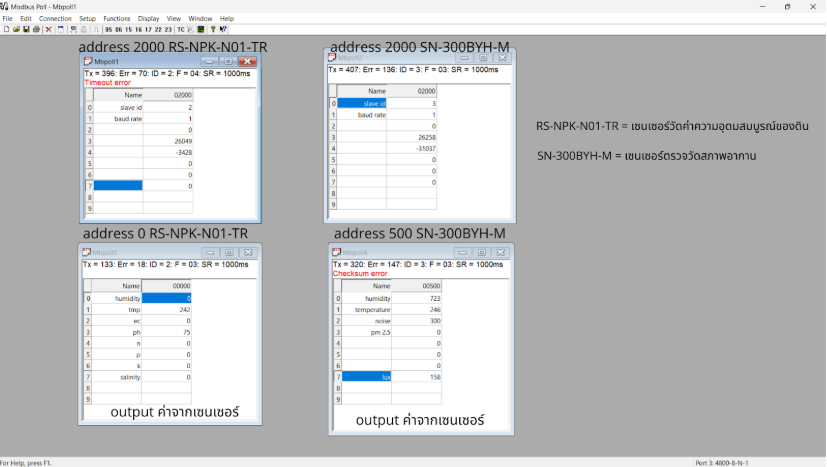 Modbus Poll - Mbpoll1
File Edit Connection Setup Functions Display View Window Help
05 06 15 16 17 22 23 TC
address 2000 RS-NPK-N01-TR
Mbpoll1
Tx = 396: Err = 70: ID = 2: F = 04: SR = 1000ms
Timeout error
Name 02000
0 slave id 2
1 baud rate 1
2 0
3 26049
4 -3428
5 0
6 0
7 0
8
9
address 2000 SN-300BYH-M
Mbpoll2
Tx = 407: Err = 136: ID = 3: F = 03: SR = 1000ms
Name 02000
0 slave id 3
1 baud rate 1
2 0
3 26258
4 -31037
5 0
6 0
7 0
8
9
RS-NPK-N01-TR = เซนเซอร์วัดค่าความอุดมสมบูรณ์ของดิน
SN-300BYH-M = เซนเซอร์ตรวจวัดสภาพอากาน
address 0 RS-NPK-N01-TR
Tx = 133: Err = 18: ID = 2: F = 03: SR = 1000ms
Name 00000
0 humidity 0
1 tmp 242
2 ec 0
3 ph 75
4 n 0
5 p 0
6 k 0
7 salinity 0
8
9
output ค่าจากเซนเซอร์
address 500 SN-300BYH-M
Mbpoll4
Tx = 320: Err = 147: ID = 3: F = 03: SR = 1000ms
Checksum error
Name 00500
0 humidity 723
1 temperature 246
2 noise 300
3 pm 2.5 0
4 0
5 0
6 0
7 lux 158
8
9
output ค่าจากเซนเซอร์
For Help, press F1.
Port 3: 4800-8-N-1